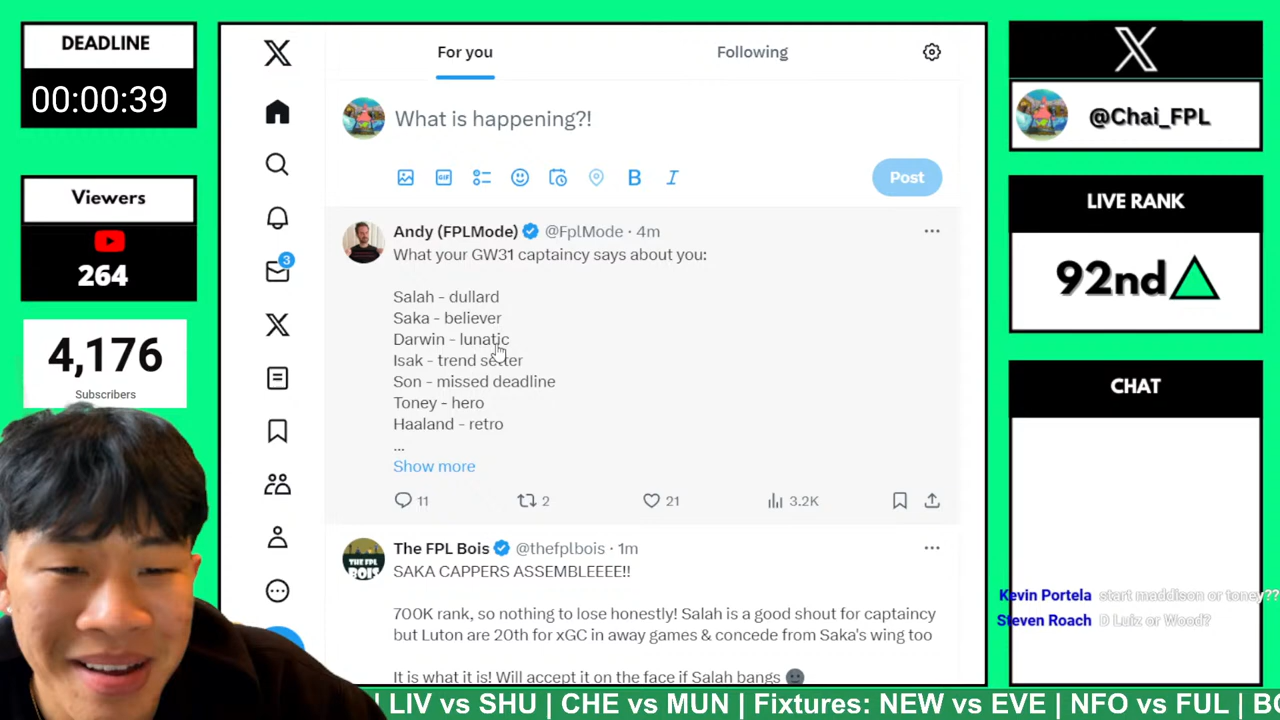 DEADLINE
00:00:39
Viewers
264
4,176
Subscribers
For you
Following
What is happening?!
GIF
B
I
Post
3
Andy (FPLMode) @FplMode · 4m
What your GW31 captaincy says about you:
Salah - dullard
Saka - believer
Darwin - lunatic
Isak - trend setter
Son - missed deadline
Toney - hero
Haaland - retro
...
Show more
11
2
21
3.2K
The FPL Bois @thefplbois · 1m
THE FPL
BOIS
SAKA CAPPERS ASSEMBLEEEE!!
700K rank, so nothing to lose honestly! Salah is a good shout for captaincy
but Luton are 20th for xGC in away games & concede from Saka's wing too
It is what it is! Will accept it on the face if Salah bangs
X
@Chai_FPL
LIVE RANK
92nd
CHAT
Kevin Portela start maddison or toney??
Steven Roach D Luiz or Wood?
LIV vs SHU | CHE vs MUN | Fixtures: NEW vs EVE | NFO vs FUL | BO